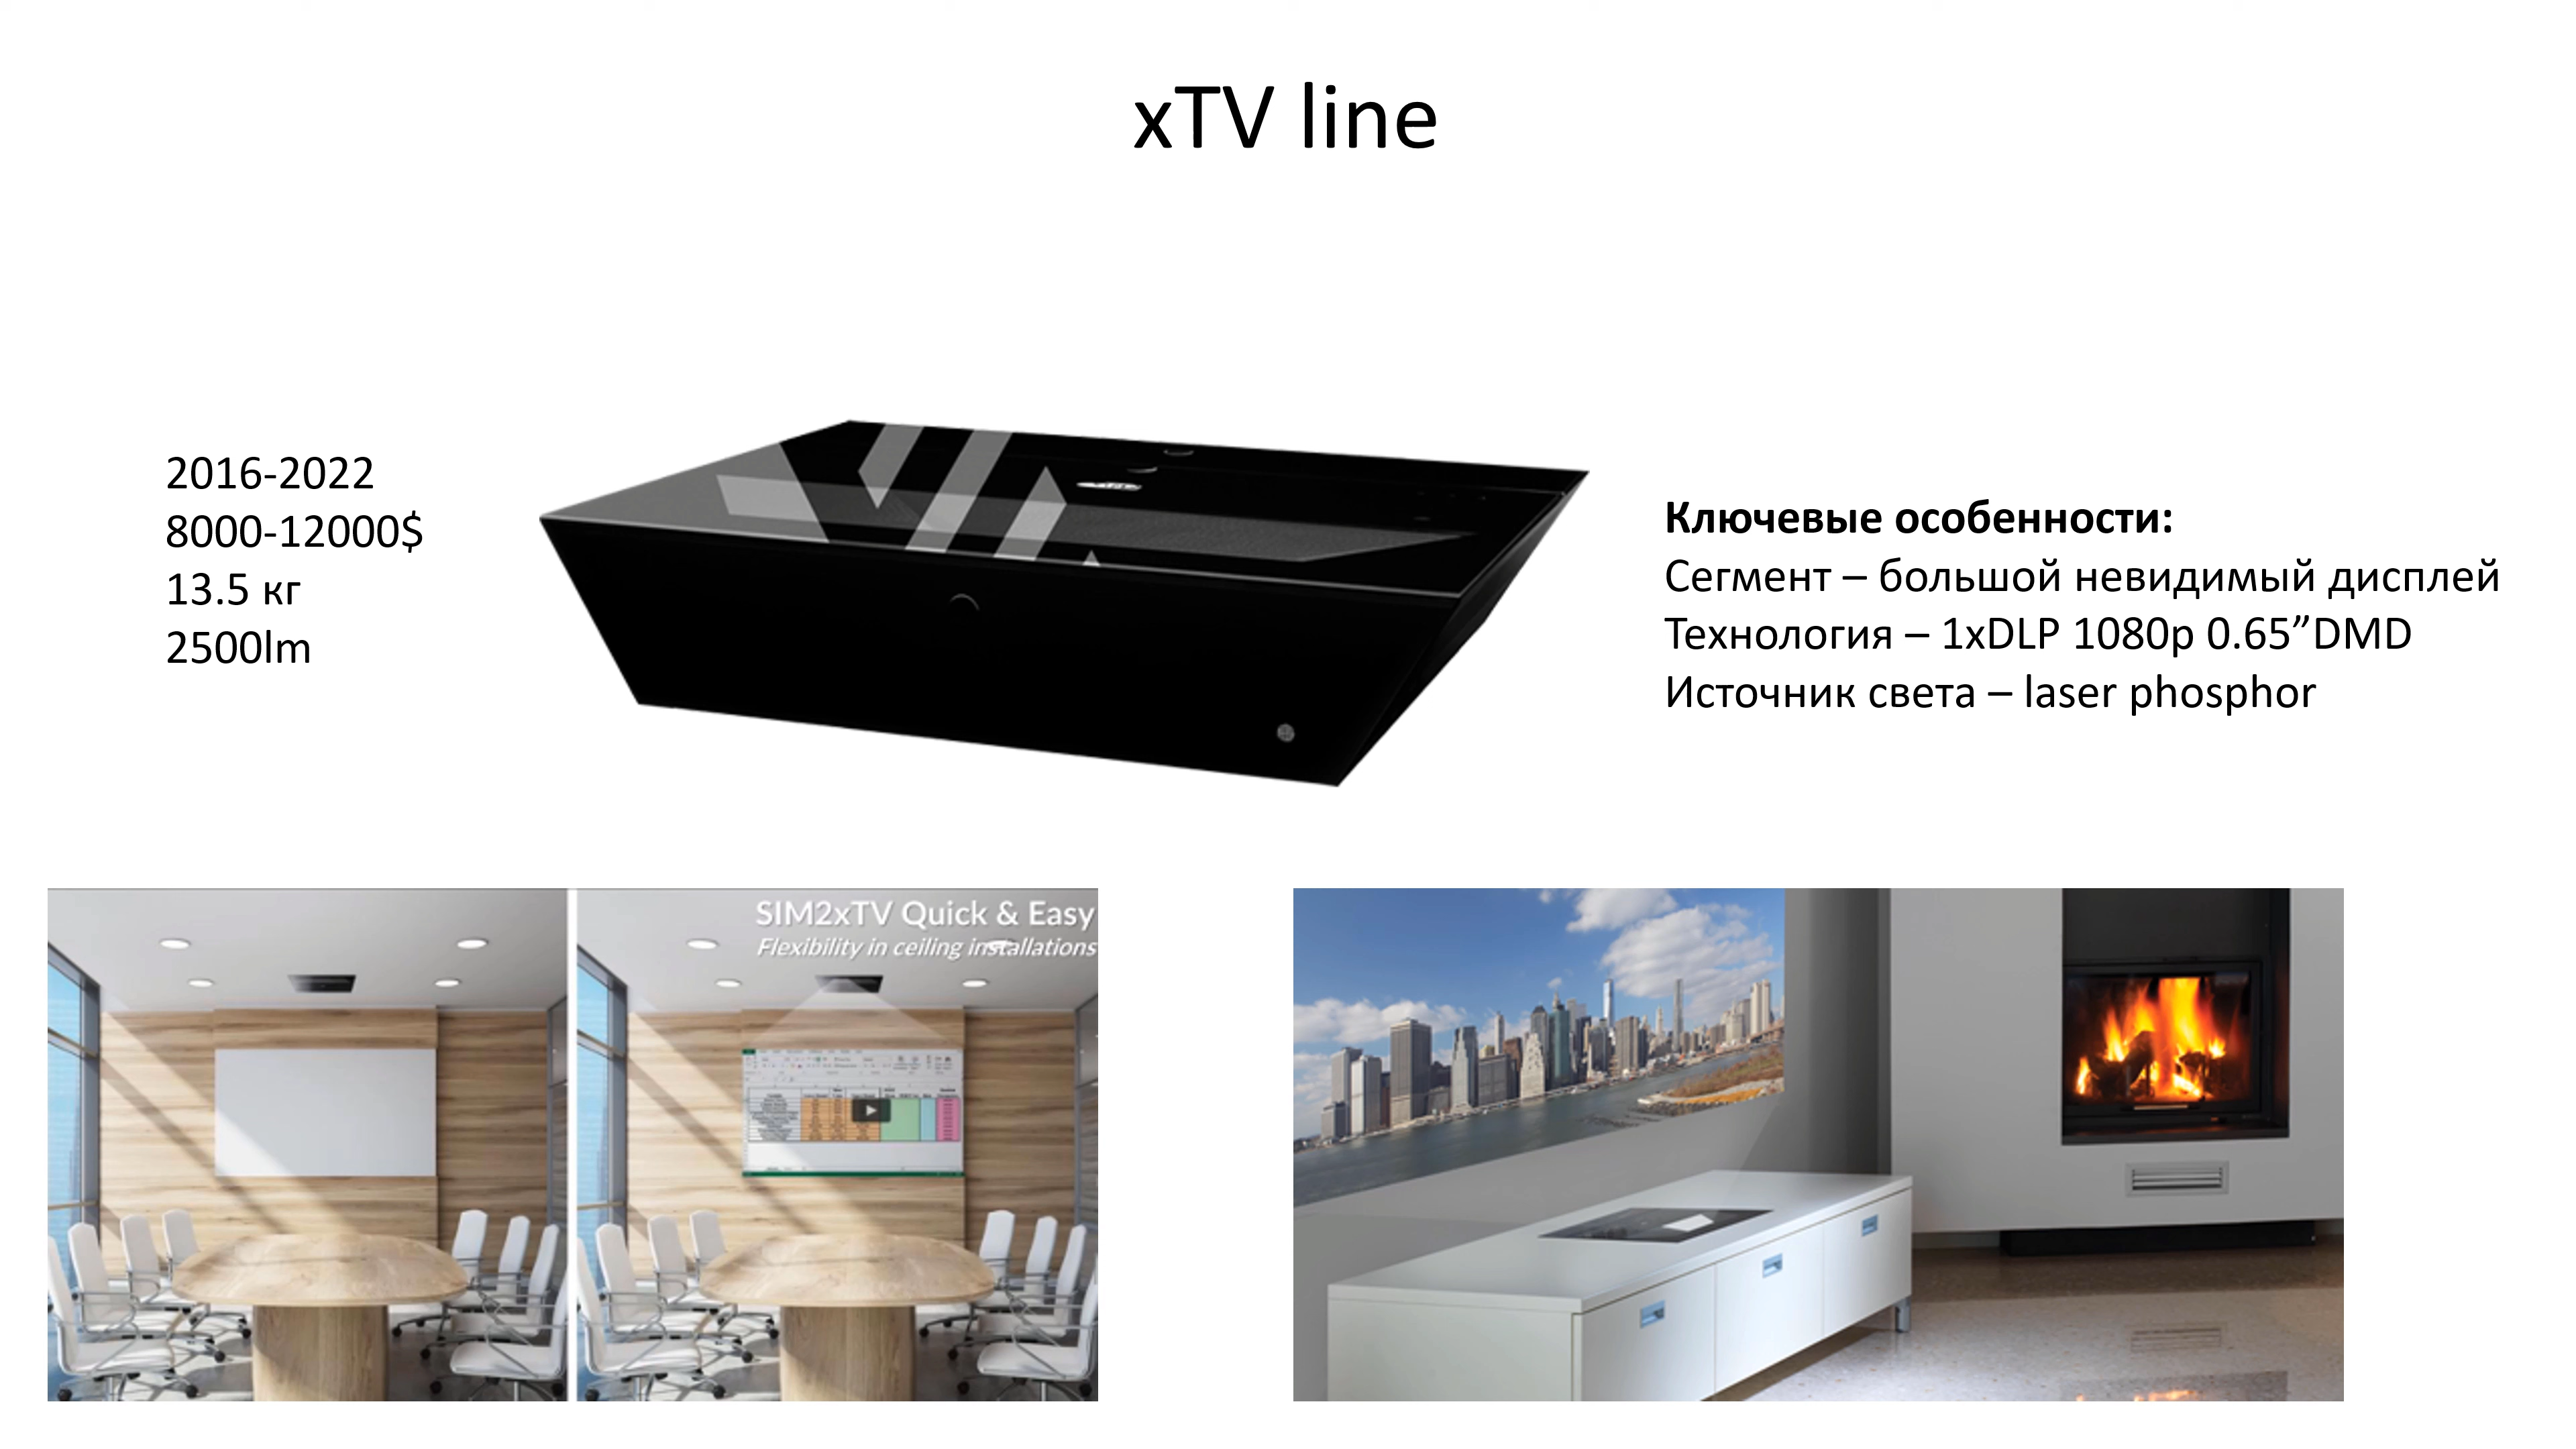 xTV line
2016-2022
8000-12000$
13.5 кг
2500lm
Ключевые особенности:
Сегмент – большой невидимый дисплей
Технология – 1xDLP 1080p 0.65”DMD
Источник света – laser phosphor
SIM2xTV Quick & Easy
Flexibility in ceiling installations